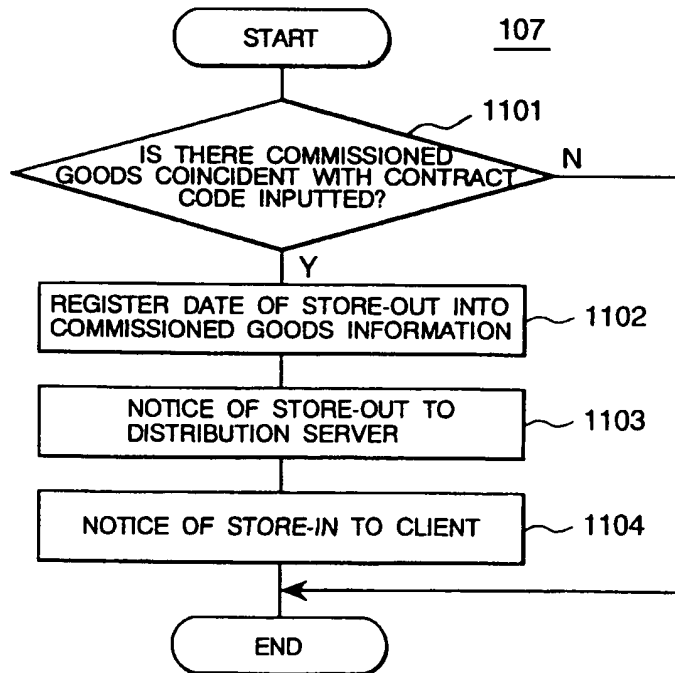 START
107
1101
IS THERE COMMISSIONED
GOODS COINCIDENT WITH CONTRACT
CODE INPUTTED?
N
Y
REGISTER DATE OF STORE-OUT INTO
COMMISSIONED GOODS INFORMATION
1102
NOTICE OF STORE-OUT TO
DISTRIBUTION SERVER
1103
NOTICE OF STORE-IN TO CLIENT
1104
END